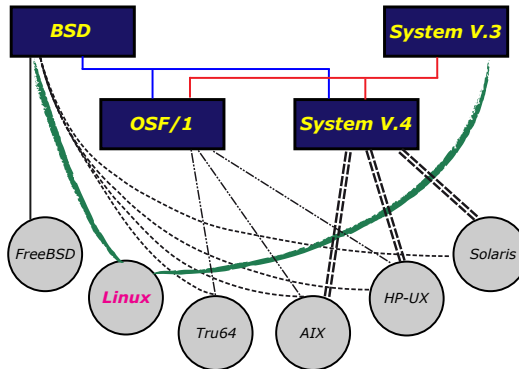 BSD
System V.3
OSF/1
System V.4
FreeBSD
Solaris
Linux
HP-UX
Tru64
AIX